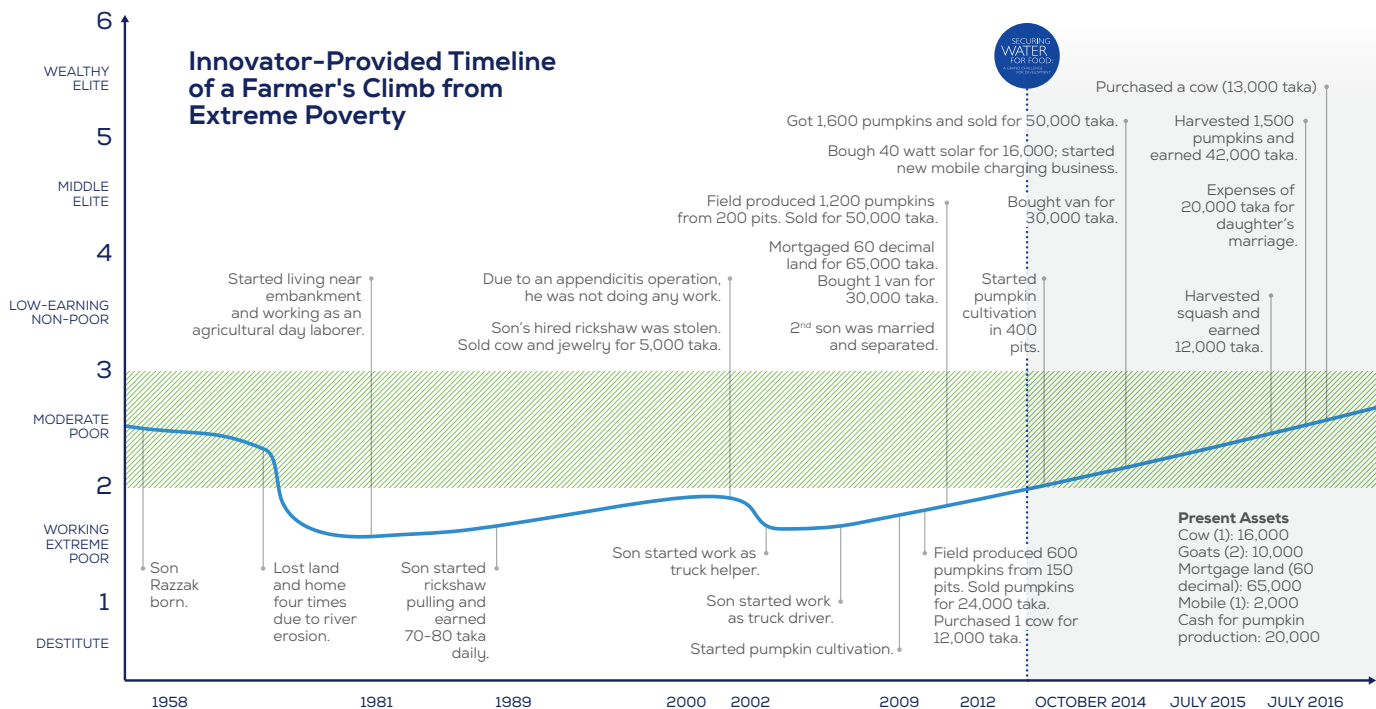 Innovator-Provided Timeline
of a Farmer's Climb from
Extreme Poverty
6
WEALTHY
ELITE
5
MIDDLE
ELITE
4
LOW-EARNING
NON-POOR
3
MODERATE
POOR
2
WORKING
EXTREME
POOR
1
DESTITUTE
SECURING
WATER
FOR FOOD:
A GRAND CHALLENGE
FOR DEVELOPMENT
Son
Razzak
born.
Lost land
and home
four times
due to river
erosion.
Started living near
embankment
and working as an
agricultural day laborer.
Son started
rickshaw
pulling and
earned
70-80 taka
daily.
Due to an appendicitis operation,
he was not doing any work.
Son's hired rickshaw was stolen.
Sold cow and jewelry for 5,000 taka.
Son started work as
truck helper.
Son started work
as truck driver.
Started pumpkin cultivation.
Field produced 600
pumpkins from 150
pits. Sold pumpkins
for 24,000 taka.
Purchased 1 cow for
12,000 taka.
Field produced 1,200 pumpkins
from 200 pits. Sold for 50,000 taka.
Mortgaged 60 decimal
land for 65,000 taka.
Bought 1 van for
30,000 taka.
2nd son was married
and separated.
Started
pumpkin
cultivation
in 400
pits.
Got 1,600 pumpkins and sold for 50,000 taka.
Bough 40 watt solar for 16,000; started
new mobile charging business.
Bought van for
30,000 taka.
Harvested
squash and
earned
12,000 taka.
Harvested 1,500
pumpkins and
earned 42,000 taka.
Expenses of
20,000 taka for
daughter's
marriage.
Purchased a cow (13,000 taka)
Present Assets
Cow (1): 16,000
Goats (2): 10,000
Mortgage land (60
decimal): 65,000
Mobile (1): 2,000
Cash for pumpkin
production: 20,000
1958
1981
1989
2000
2002
2009
2012
OCTOBER 2014
JULY 2015
JULY 2016